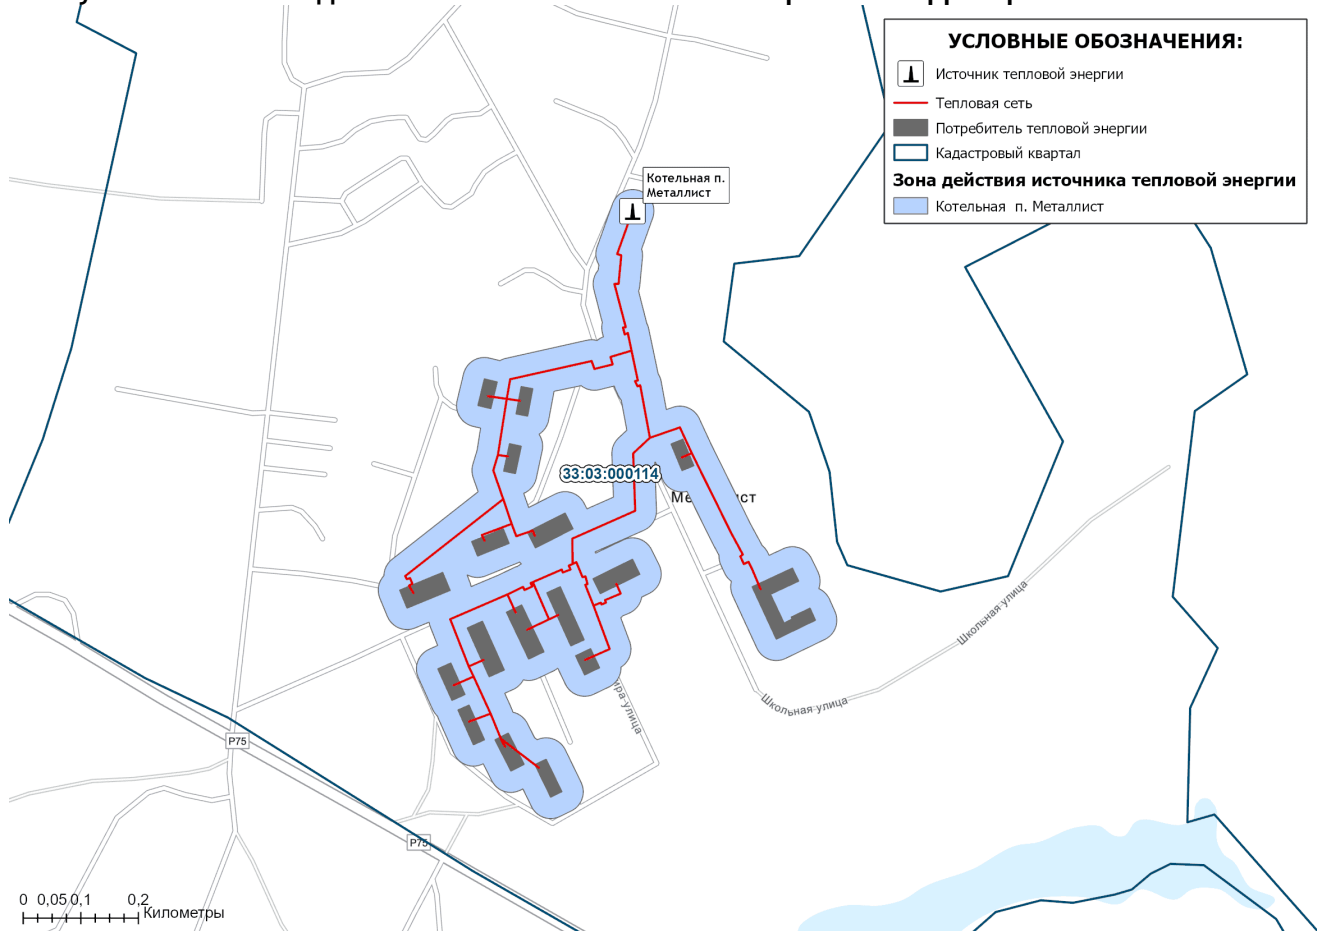 УСЛОВНЫЕ ОБОЗНАЧЕНИЯ:
Источник тепловой энергии
Тепловая сеть
Потребитель тепловой энергии
Кадастровый квартал
Зона действия источника тепловой энергии
Котельная п. Металлист
Котельная п.
Металлист
33:03:000114
Школьная улица
Школьная улица
улица
Р75
Р75
0 0,05 0,1 0,2
Километры